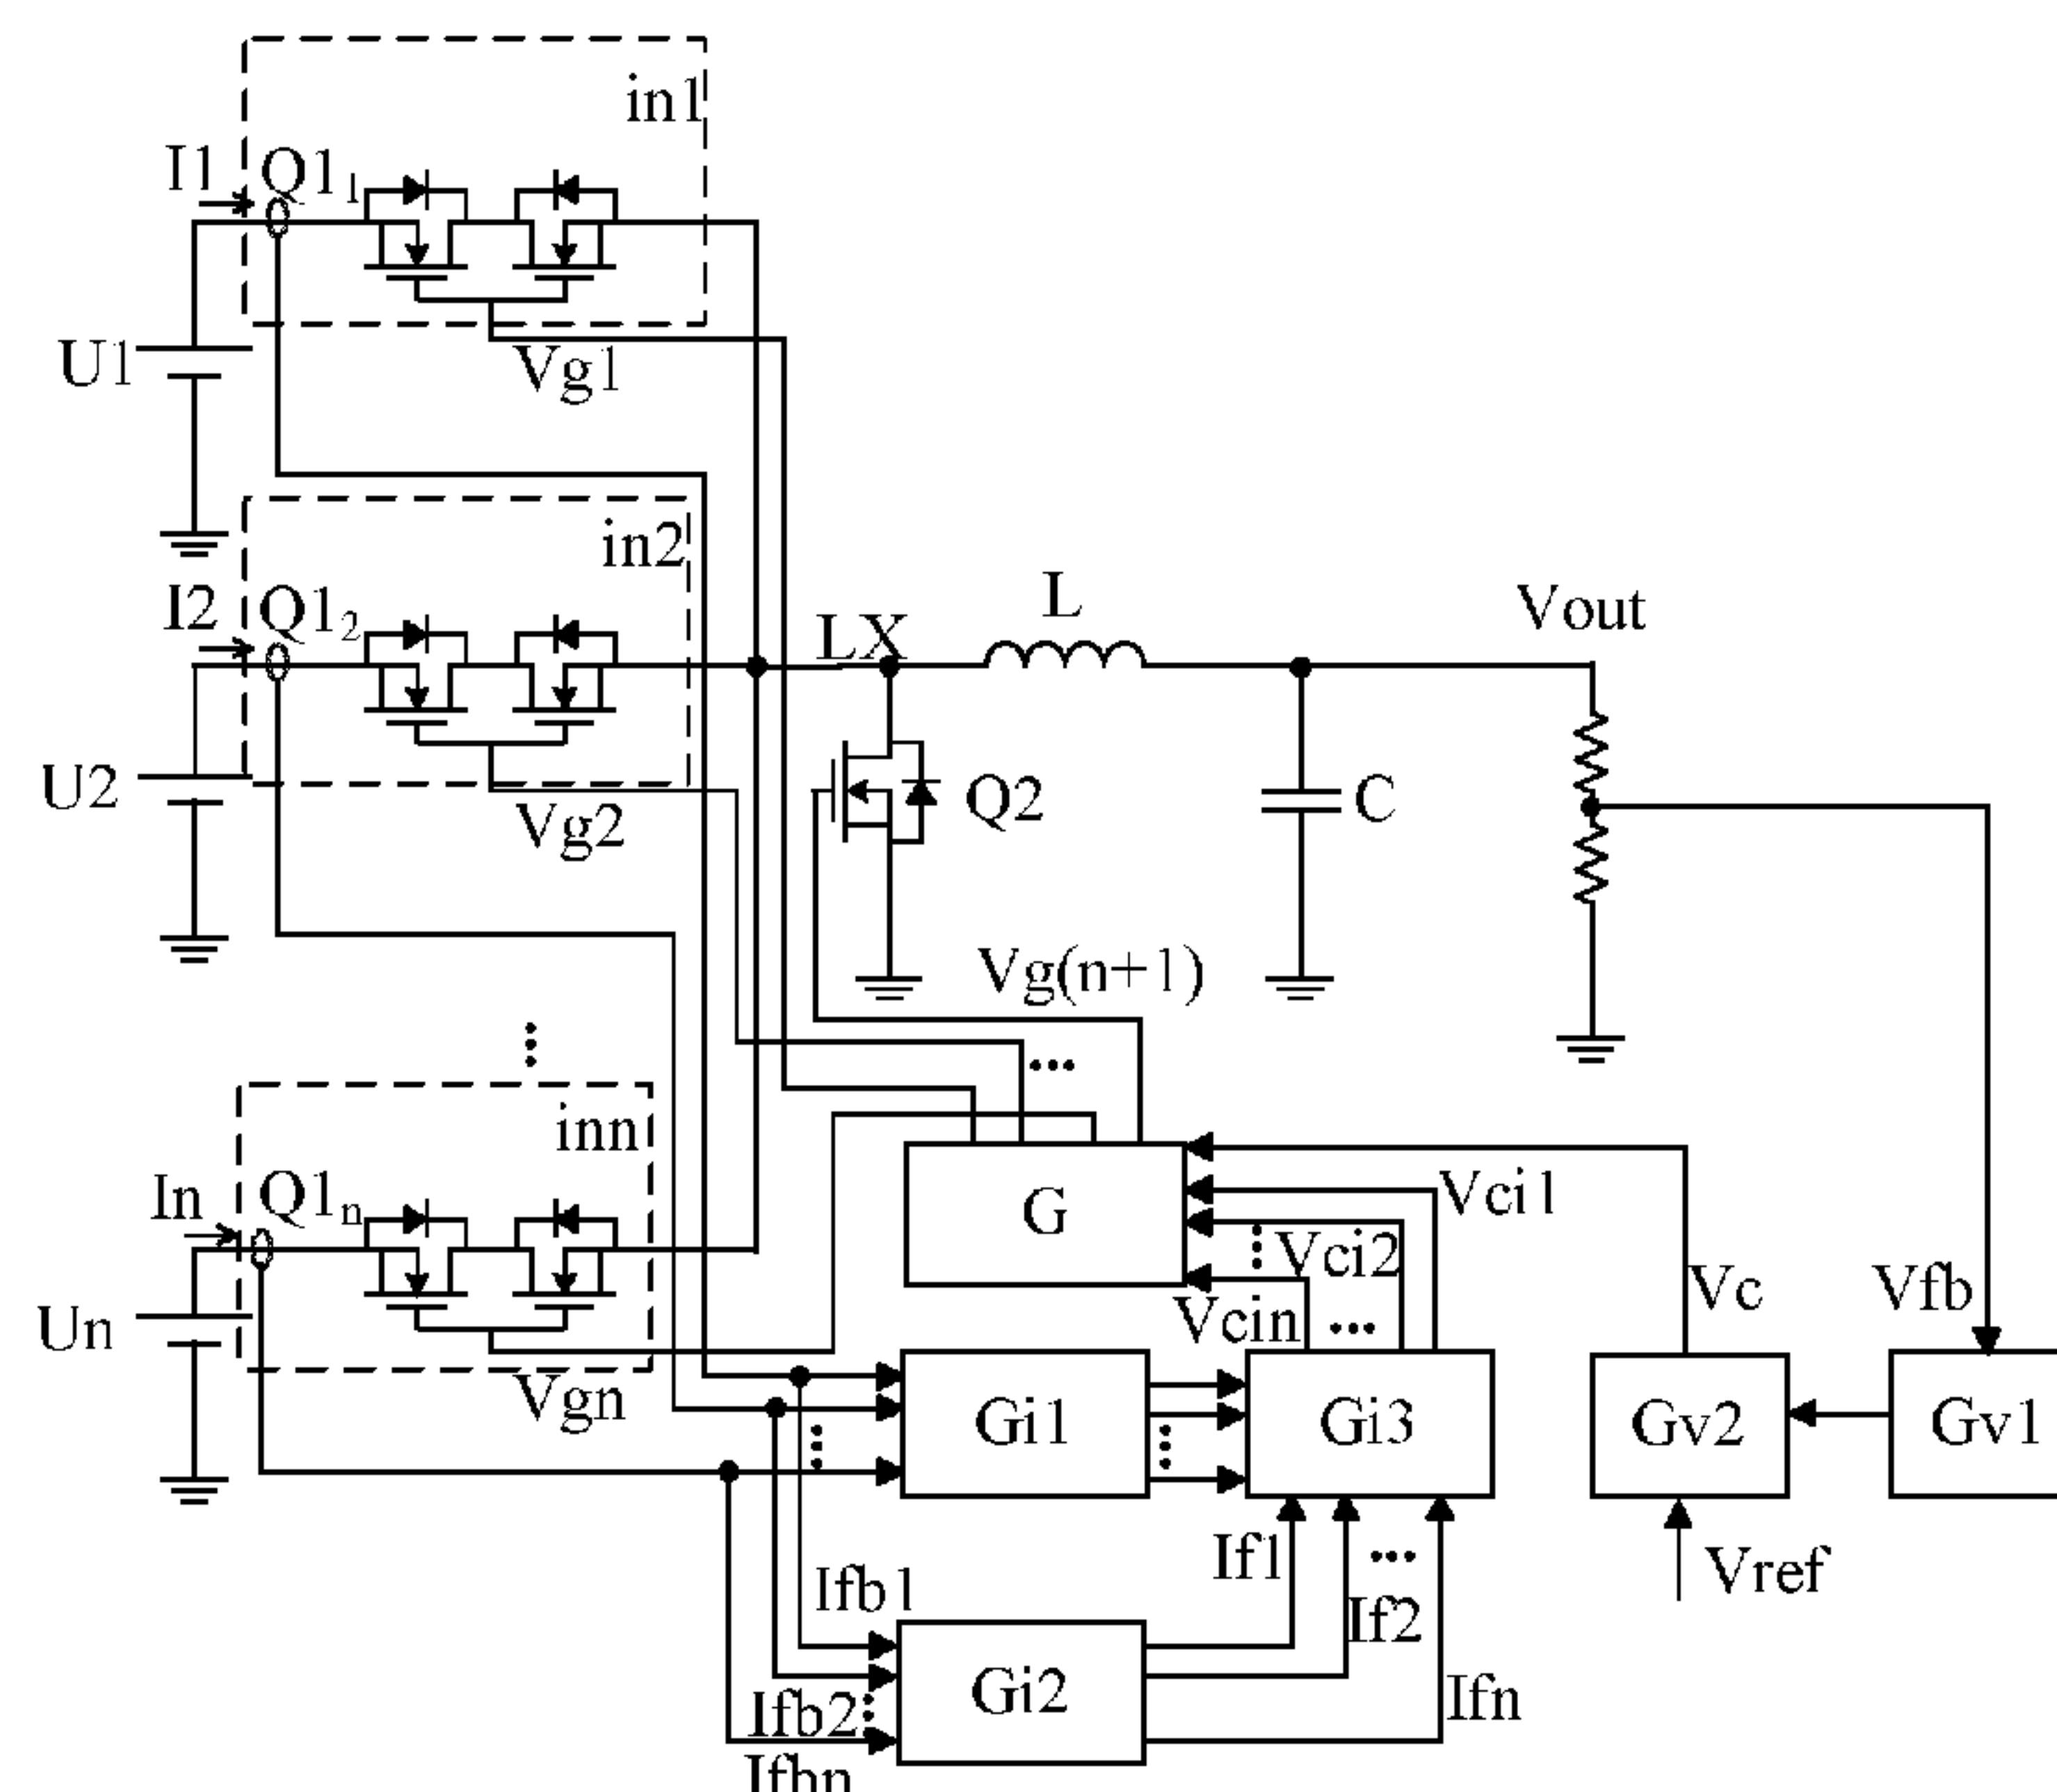 in1
I1
Q1₁
U1
Vg1
in2
I2
Q1₂
LX
L
Vout
U2
Vg2
Q2
C
Vg(n+1)
...
⋮
inn
In
Q1ₙ
G
Vci1
Vci2
⋮
Vcin
...
Vc
Vfb
Un
Vgn
⋮
Gi1
⋮
Gi3
Gv2
Gv1
If1
...
Vref
Ifb1
If2
Gi2
Ifn
Ifb2
⋮
Ifbn